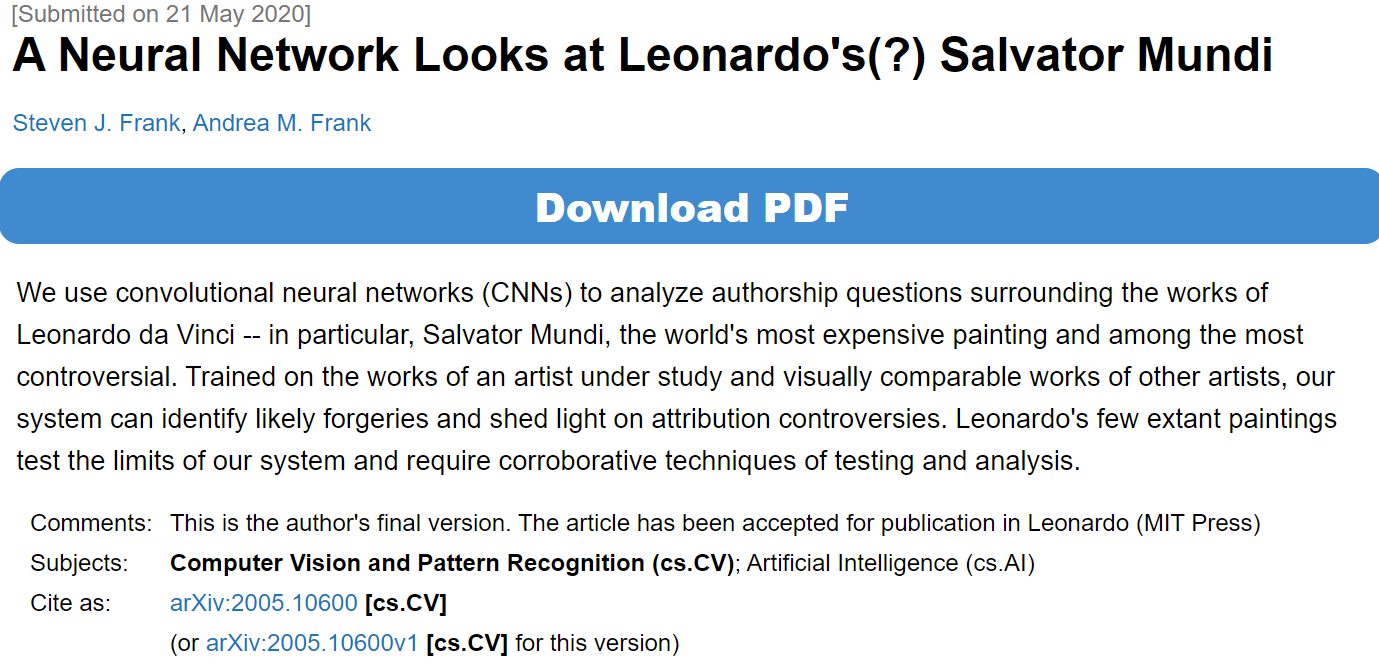 [Submitted on 21 May 2020]
A Neural Network Looks at Leonardo's(?) Salvator Mundi
Steven J. Frank, Andrea M. Frank
Download PDF
We use convolutional neural networks (CNNs) to analyze authorship questions surrounding the works of
Leonardo da Vinci -- in particular, Salvator Mundi, the world's most expensive painting and among the most
controversial. Trained on the works of an artist under study and visually comparable works of other artists, our
system can identify likely forgeries and shed light on attribution controversies. Leonardo's few extant paintings
test the limits of our system and require corroborative techniques of testing and analysis.
Comments: This is the author's final version. The article has been accepted for publication in Leonardo (MIT Press)
Subjects: Computer Vision and Pattern Recognition (cs.CV); Artificial Intelligence (cs.AI)
Cite as: arXiv:2005.10600 [cs.CV]
(or arXiv:2005.10600v1 [cs.CV] for this version)